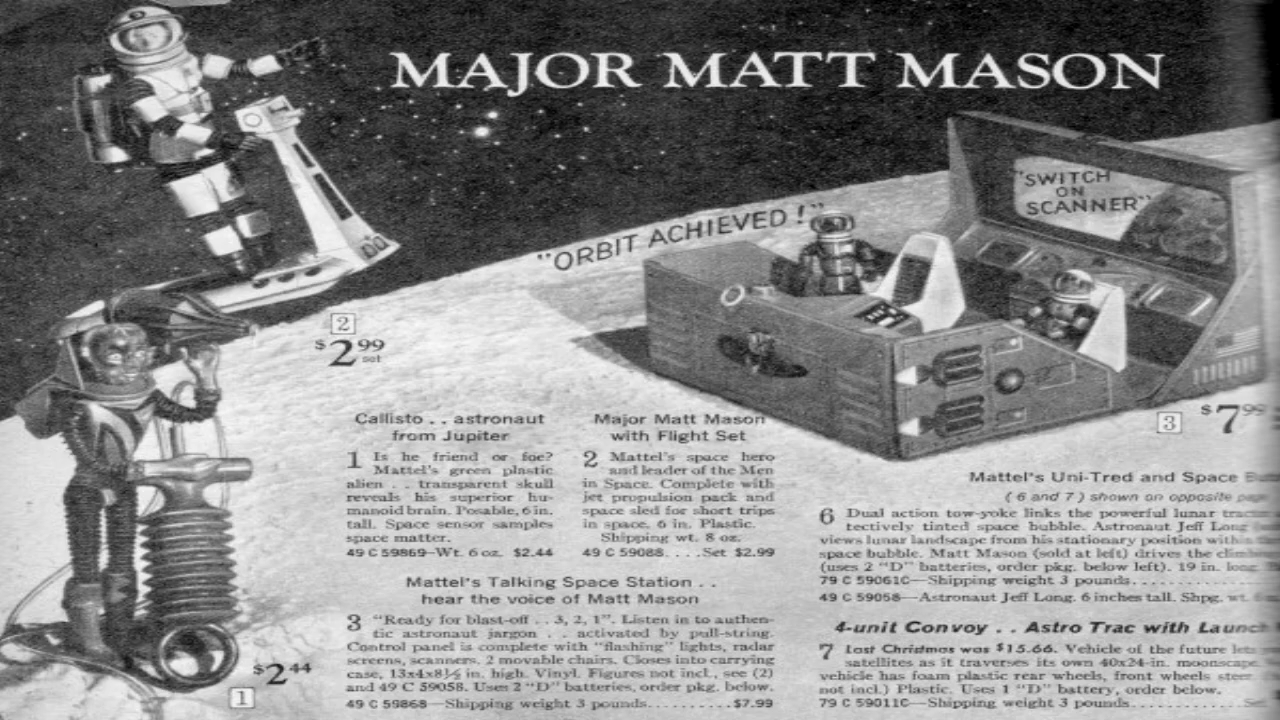 MAJOR MATT MASON
"SWITCH
ON
SCANNER"
"ORBIT ACHIEVED!"
2
$2.99
set
3
$7.99
Callisto . . astronaut
from Jupiter
1 Is he friend or foe?
Mattel's green plastic
alien . . transparent skull
reveals his superior hu-
manoid brain. Posable, 6 in.
tall. Space sensor samples
space matter.
49 C 59869—Wt. 6 oz. $2.44
Major Matt Mason
with Flight Set
2 Mattel's space hero
and leader of the Men
in Space. Complete with
jet propulsion pack and
space sled for short trips
in space. 6 in. Plastic.
Shipping wt. 8 oz.
49 C 59088....Set $2.99
Mattel's Talking Space Station . .
hear the voice of Matt Mason
3 "Ready for blast-off . . 3, 2, 1". Listen in to authen-
tic astronaut jargon . . activated by pull-string.
Control panel is complete with "flashing" lights, radar
screens, scanners, 2 movable chairs. Closes into carrying
case, 13x4x8½ in. high. Vinyl. Figures not incl., see (2)
and 49 C 59058. Uses 2 "D" batteries, order pkg. below.
49 C 59868—Shipping weight 3 pounds..........$7.99
$2.44
1
Mattel's Uni-Tred and Space
(6 and 7) shown on opposite page
6 Dual action tow-yoke links the powerful lunar
tectively tinted space bubble. Astronaut Jeff Long
views lunar landscape from his stationary position within
space bubble. Matt Mason (sold at left) drives the
(uses 2 "D" batteries, order pkg. below left). 19 in. long
79 C 59061C—Shipping weight 3 pounds
49 C 59058—Astronaut Jeff Long. 6 inches tall. Shpg. wt.
4-unit Convoy . . Astro Trac with Launch
7 Last Christmas was $15.66. Vehicle of the future
satellites as it traverses its own 40x24-in. moonscape
vehicle has foam plastic rear wheels, front wheels steer
not incl.) Plastic. Uses 1 "D" battery, order below.
79 C 59011C—Shipping weight 3 pounds